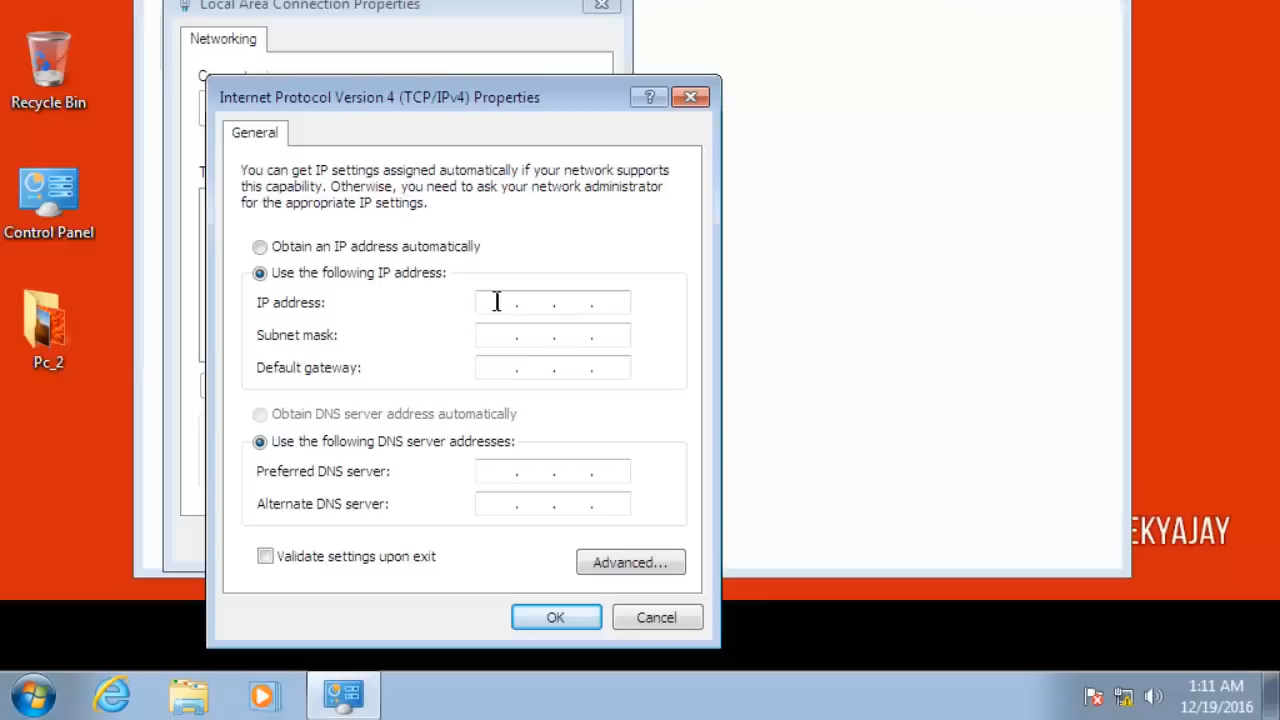 Local Area Connection Properties
Recycle Bin
Networking
Internet Protocol Version 4 (TCP/IPv4) Properties
General
You can get IP settings assigned automatically if your network supports
this capability. Otherwise, you need to ask your network administrator
for the appropriate IP settings.
Control Panel
Obtain an IP address automatically
Use the following IP address:
IP address:
Subnet mask:
Pc_2
Default gateway:
Obtain DNS server address automatically
Use the following DNS server addresses:
Preferred DNS server:
Alternate DNS server:
EKYAJAY
Validate settings upon exit
Advanced...
OK
Cancel
1:11 AM
12/19/2016